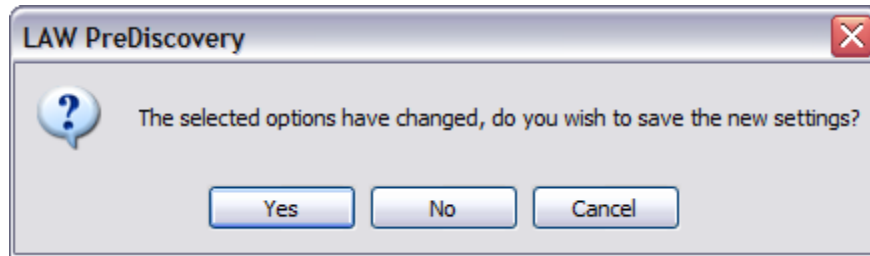 LAW PreDiscovery
The selected options have changed, do you wish to save the new settings?
Yes No Cancel